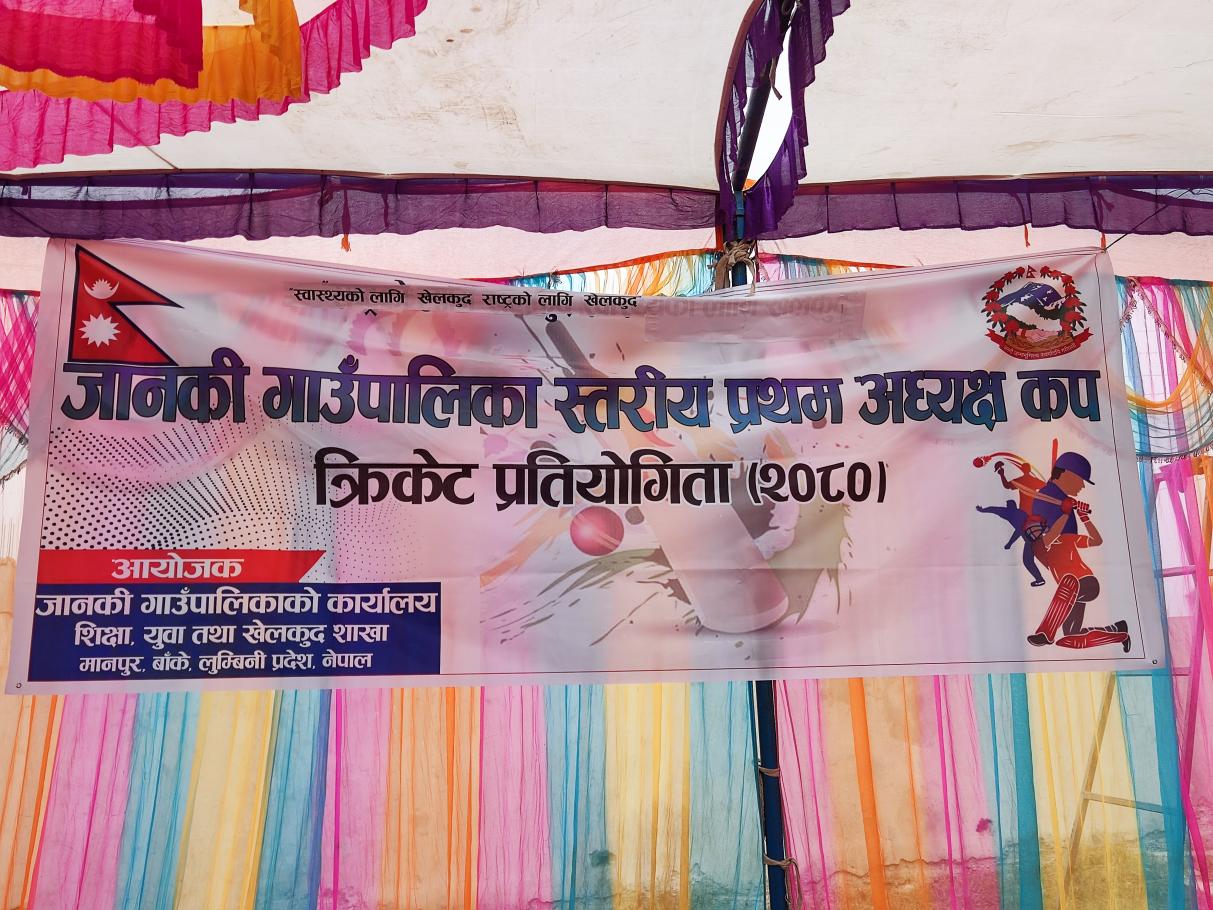 "स्वास्थ्यको लागि खेलकुद राष्ट्रको लागि खेलकुद"
जानकी गाउँपालिका स्तरीय प्रथम अध्यक्ष कप
क्रिकेट प्रतियोगिता (२०८०)
आयोजक
जानकी गाउँपालिकाको कार्यालय
शिक्षा, युवा तथा खेलकुद शाखा
मानपुर, बाँके, लुम्बिनी प्रदेश, नेपाल